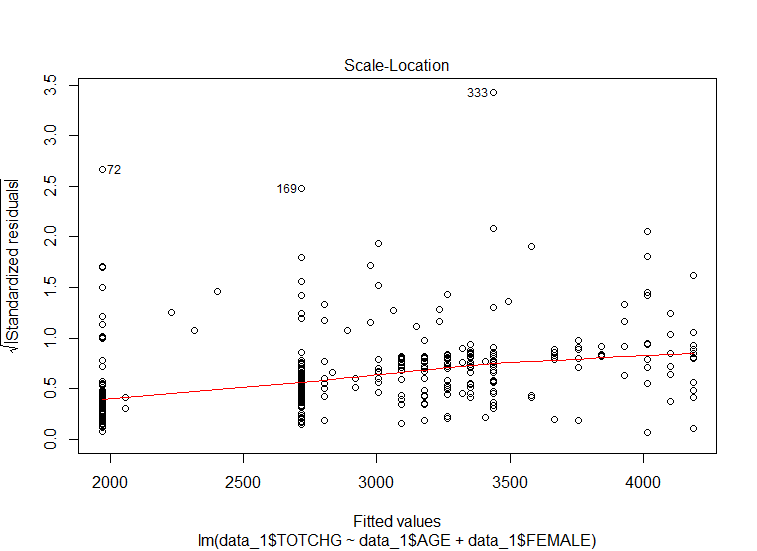 Scale-Location
√|Standardized residuals|
3.5
3.0
2.5
2.0
1.5
1.0
0.5
0.0
333
72
169
2000 2500 3000 3500 4000
Fitted values
lm(data_1$TOTCHG ~ data_1$AGE + data_1$FEMALE)